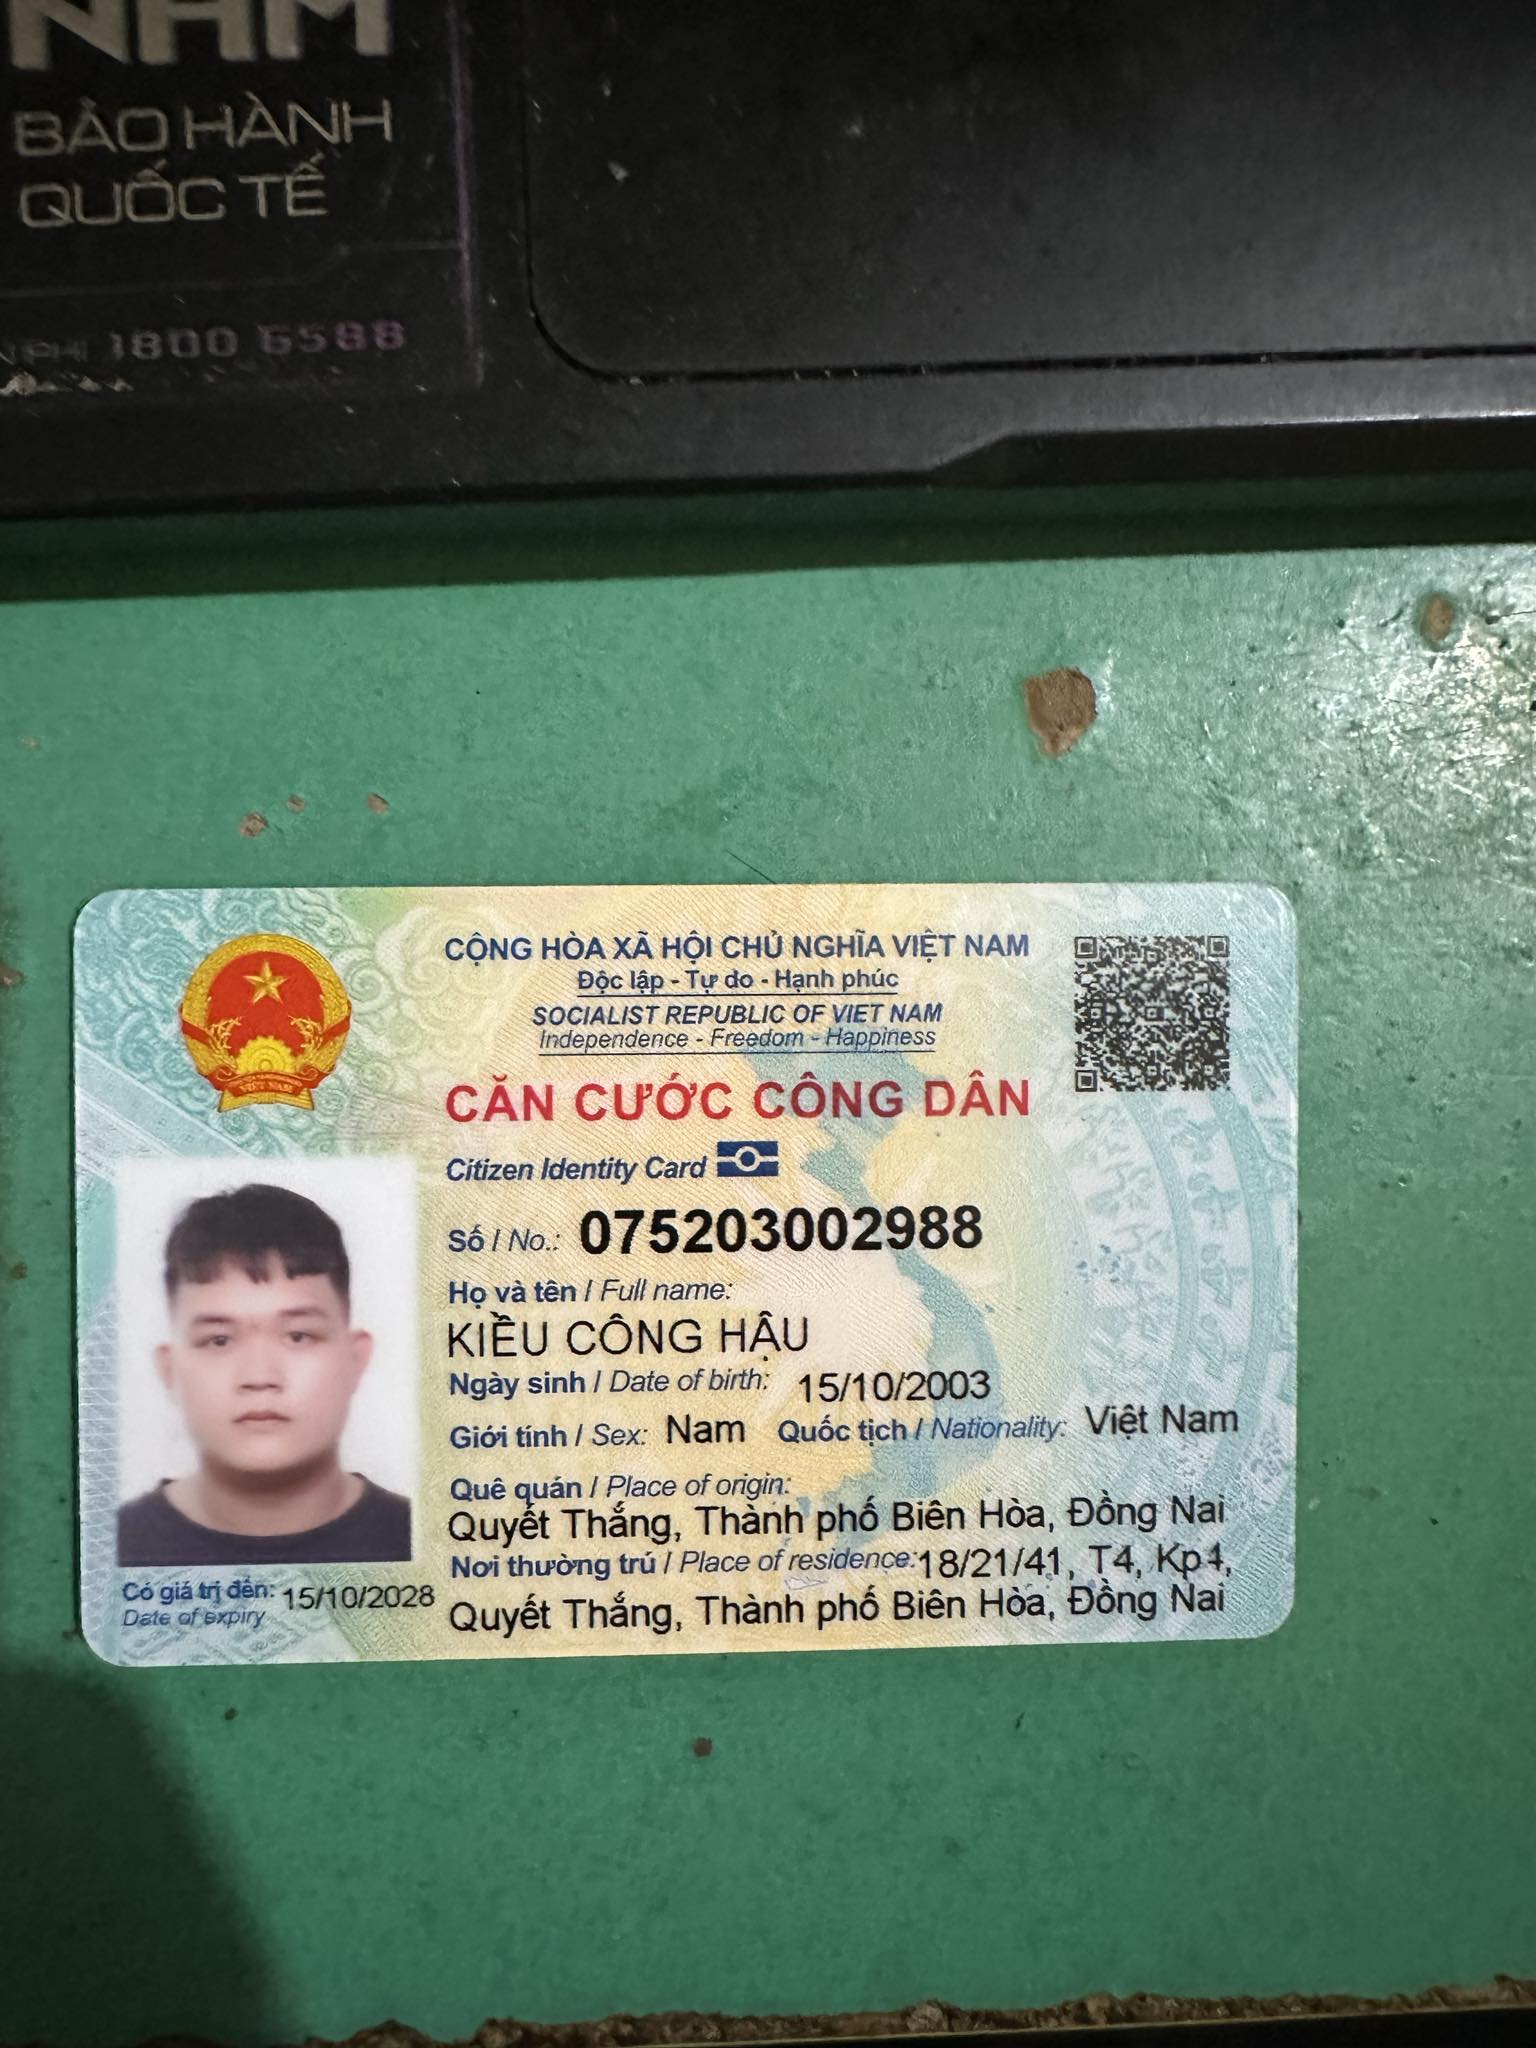 NHM
BẢO HÀNH
QUỐC TẾ
CỘNG HÒA XÃ HỘI CHỦ NGHĨA VIỆT NAM
Độc lập - Tự do - Hạnh phúc
SOCIALIST REPUBLIC OF VIET NAM
Independence - Freedom - Happiness
CĂN CƯỚC CÔNG DÂN
Citizen Identity Card
Số / No.: 075203002988
Họ và tên / Full name:
KIỀU CÔNG HẬU
Ngày sinh / Date of birth: 15/10/2003
Giới tính / Sex: Nam Quốc tịch / Nationality: Việt Nam
Quê quán / Place of origin:
Quyết Thắng, Thành phố Biên Hòa, Đồng Nai
Nơi thường trú / Place of residence: 18/21/41, T4, Kp4,
Quyết Thắng, Thành phố Biên Hòa, Đồng Nai
Có giá trị đến: 15/10/2028
Date of expiry
VIỆT NAM